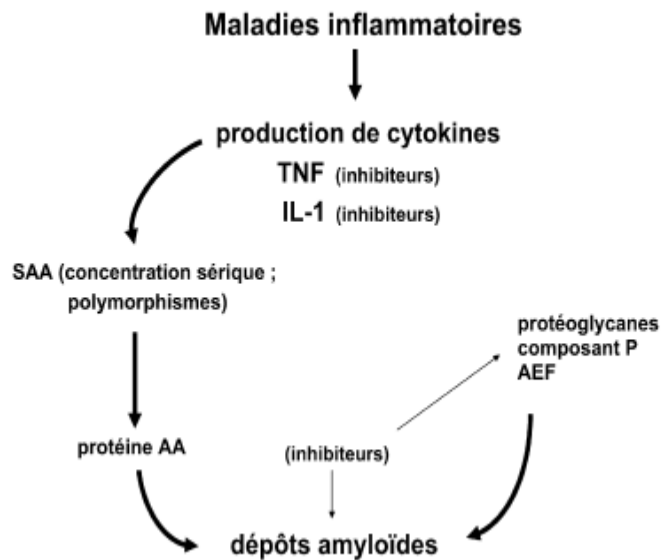 Maladies inflammatoires
production de cytokines
TNF (inhibiteurs)
IL-1 (inhibiteurs)
SAA (concentration sérique ;
polymorphismes)
protéoglycanes
composant P
AEF
protéine AA
(inhibiteurs)
dépôts amyloïdes